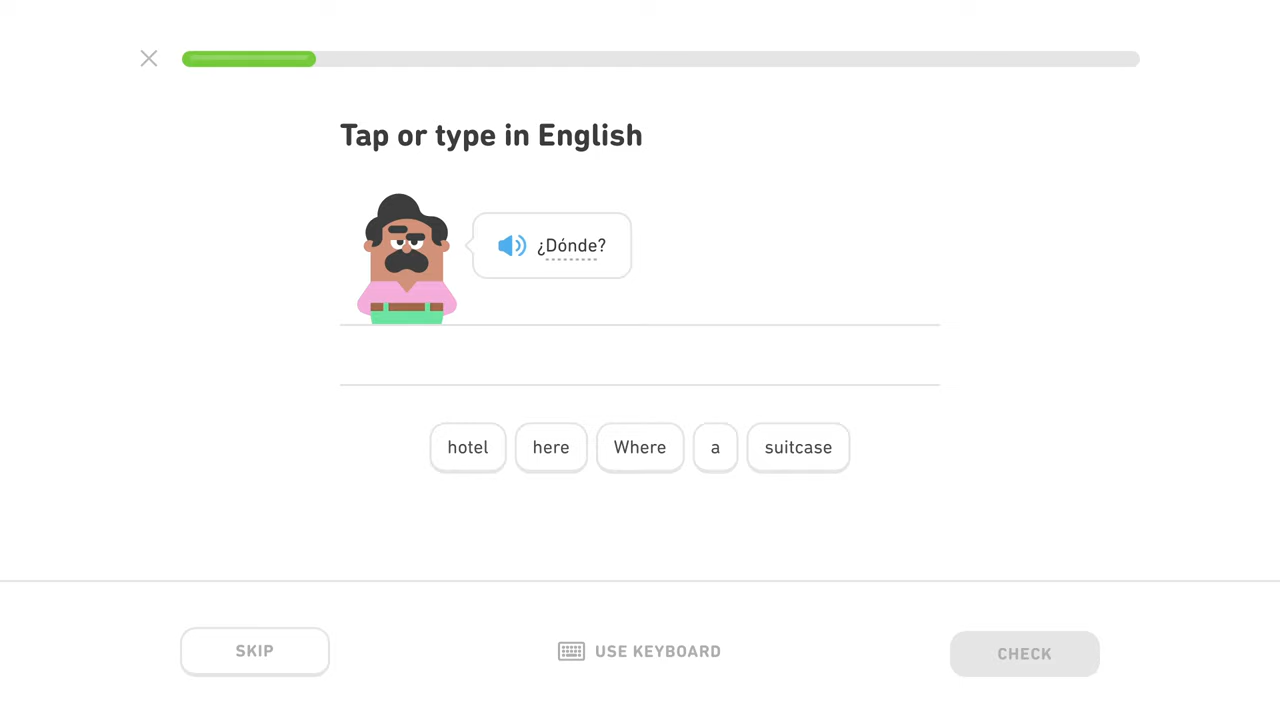 Tap or type in English
¿Dónde?
hotel here Where a suitcase
SKIP USE KEYBOARD CHECK